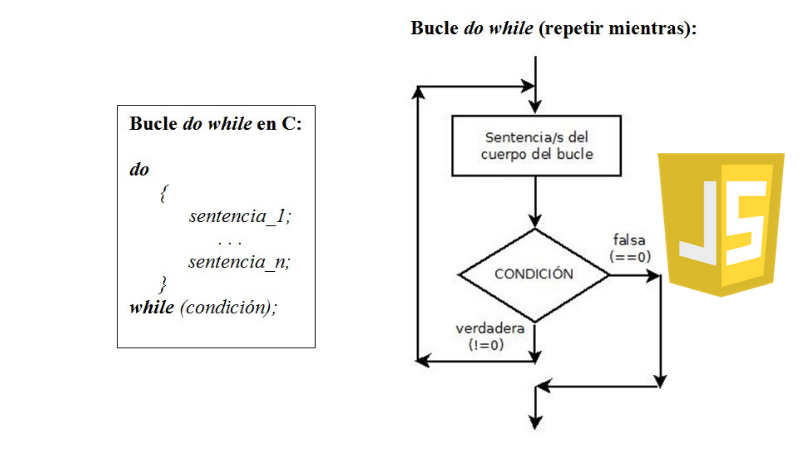 Bucle do while (repetir mientras):
Bucle do while en C:
do
{
sentencia_1;
. . .
sentencia_n;
}
while (condición);
Sentencia/s del
cuerpo del bucle
CONDICIÓN
falsa
(==0)
verdadera
(!=0)
JS